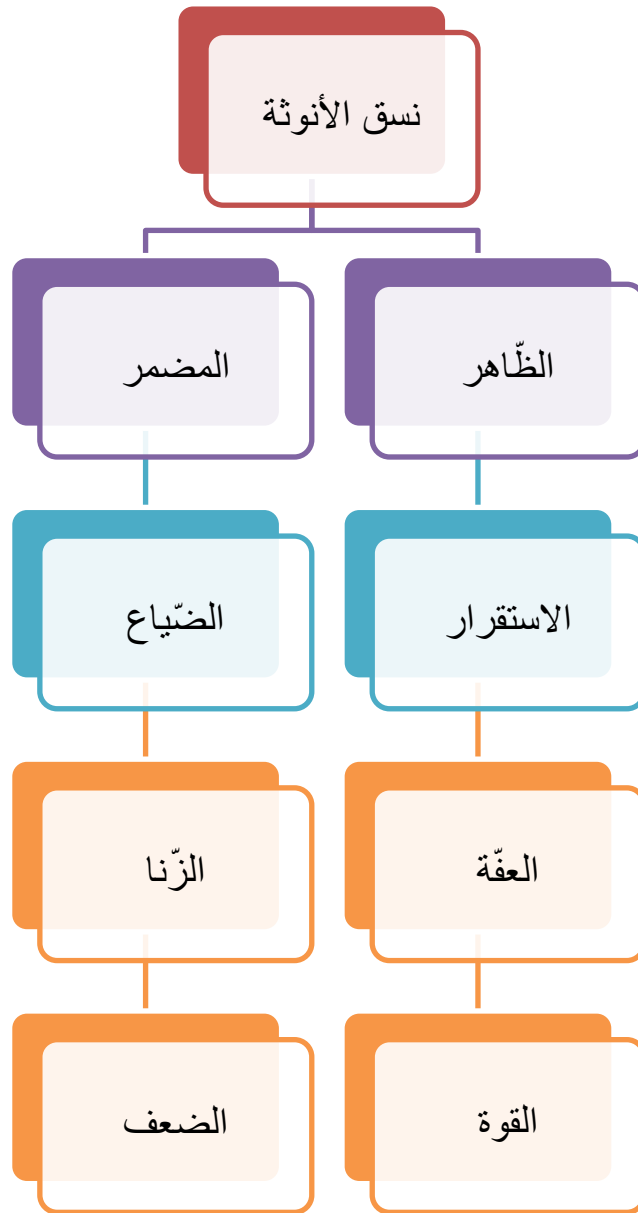 نسق الأنوثة
الظّاهر
المضمر
الاستقرار
الضّياع
العفّة
الزّنا
القوة
الضعف